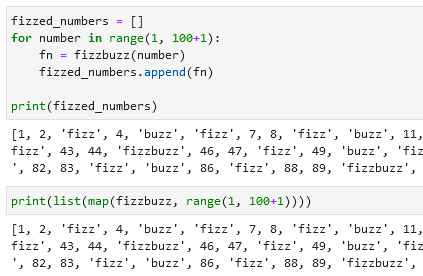 fizzed_numbers = []
for number in range(1, 100+1):
    fn = fizzbuzz(number)
    fizzed_numbers.append(fn)
print(fizzed_numbers)
[1, 2, 'fizz', 4, 'buzz', 'fizz', 7, 8, 'fizz', 'buzz', 11,
fizz', 43, 44, 'fizzbuzz', 46, 47, 'fizz', 49, 'buzz', 'fiz
', 82, 83, 'fizz', 'buzz', 86, 'fizz', 88, 89, 'fizzbuzz',
print(list(map(fizzbuzz, range(1, 100+1))))
[1, 2, 'fizz', 4, 'buzz', 'fizz', 7, 8, 'fizz', 'buzz', 11,
fizz', 43, 44, 'fizzbuzz', 46, 47, 'fizz', 49, 'buzz', 'fiz
', 82, 83, 'fizz', 'buzz', 86, 'fizz', 88, 89, 'fizzbuzz',